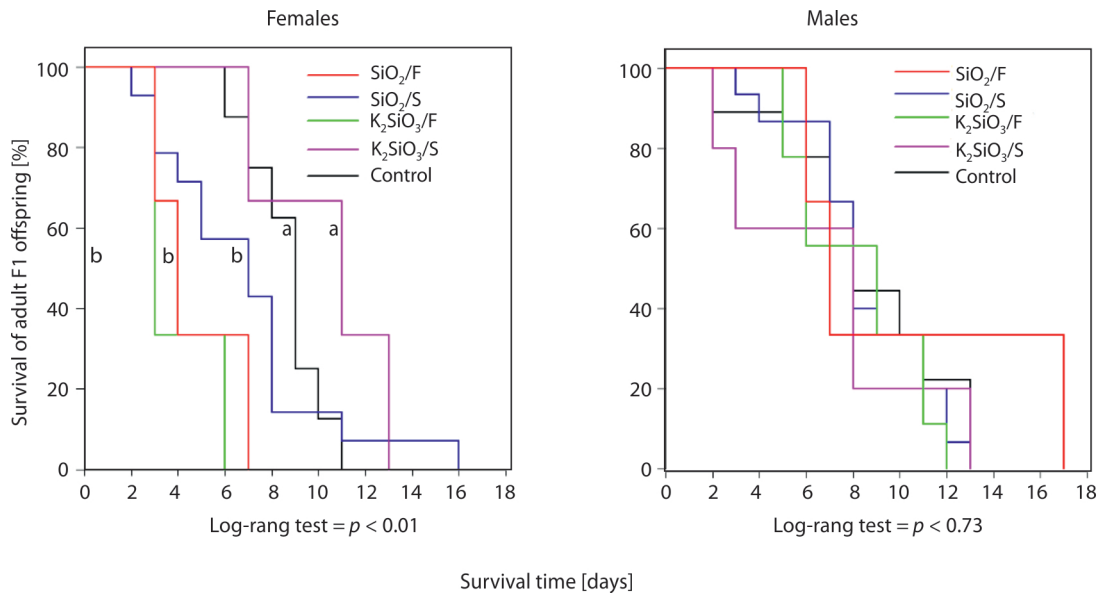 Females
Males
Survival of adult F1 offspring [%]
100
80
60
40
20
0
SiO2/F
SiO2/S
K2SiO3/F
K2SiO3/S
Control
b
b
b
a
a
0 2 4 6 8 10 12 14 16 18
Log-rang test = p < 0.01
100
80
60
40
20
0
SiO2/F
SiO2/S
K2SiO3/F
K2SiO3/S
Control
0 2 4 6 8 10 12 14 16 18
Log-rang test = p < 0.73
Survival time [days]